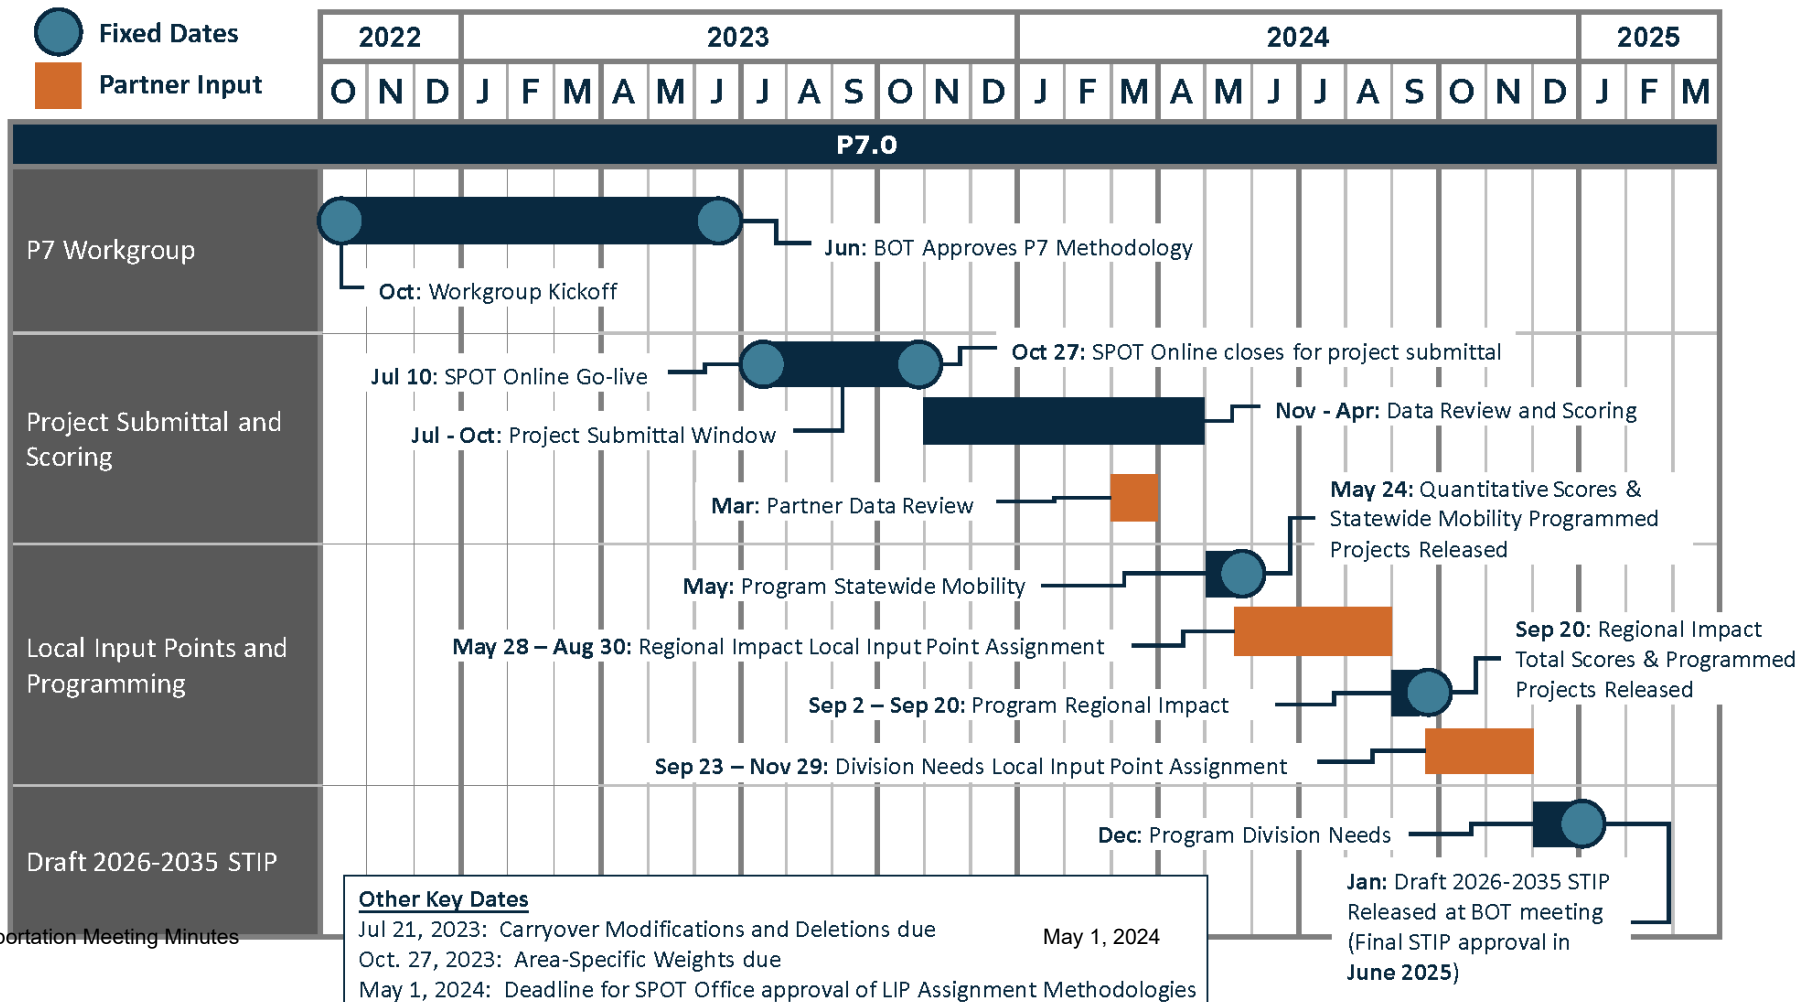 Fixed Dates
Partner Input
2022 2023 2024 2025
O N D J F M A M J J A S O N D J F M A M J J A S O N D J F M
P7.0
P7 Workgroup
Jun: BOT Approves P7 Methodology
Oct: Workgroup Kickoff
Project Submittal and
Scoring
Oct 27: SPOT Online closes for project submittal
Jul 10: SPOT Online Go-live
Nov - Apr: Data Review and Scoring
Jul - Oct: Project Submittal Window
Mar: Partner Data Review
May 24: Quantitative Scores &
Statewide Mobility Programmed
Projects Released
Local Input Points and
Programming
May: Program Statewide Mobility
May 28 – Aug 30: Regional Impact Local Input Point Assignment
Sep 20: Regional Impact
Total Scores & Programmed
Projects Released
Sep 2 – Sep 20: Program Regional Impact
Sep 23 – Nov 29: Division Needs Local Input Point Assignment
Draft 2026-2035 STIP
Dec: Program Division Needs
Jan: Draft 2026-2035 STIP
Released at BOT meeting
(Final STIP approval in
June 2025)
Other Key Dates
Jul 21, 2023: Carryover Modifications and Deletions due
Oct. 27, 2023: Area-Specific Weights due
May 1, 2024: Deadline for SPOT Office approval of LIP Assignment Methodologies
portation Meeting Minutes
May 1, 2024